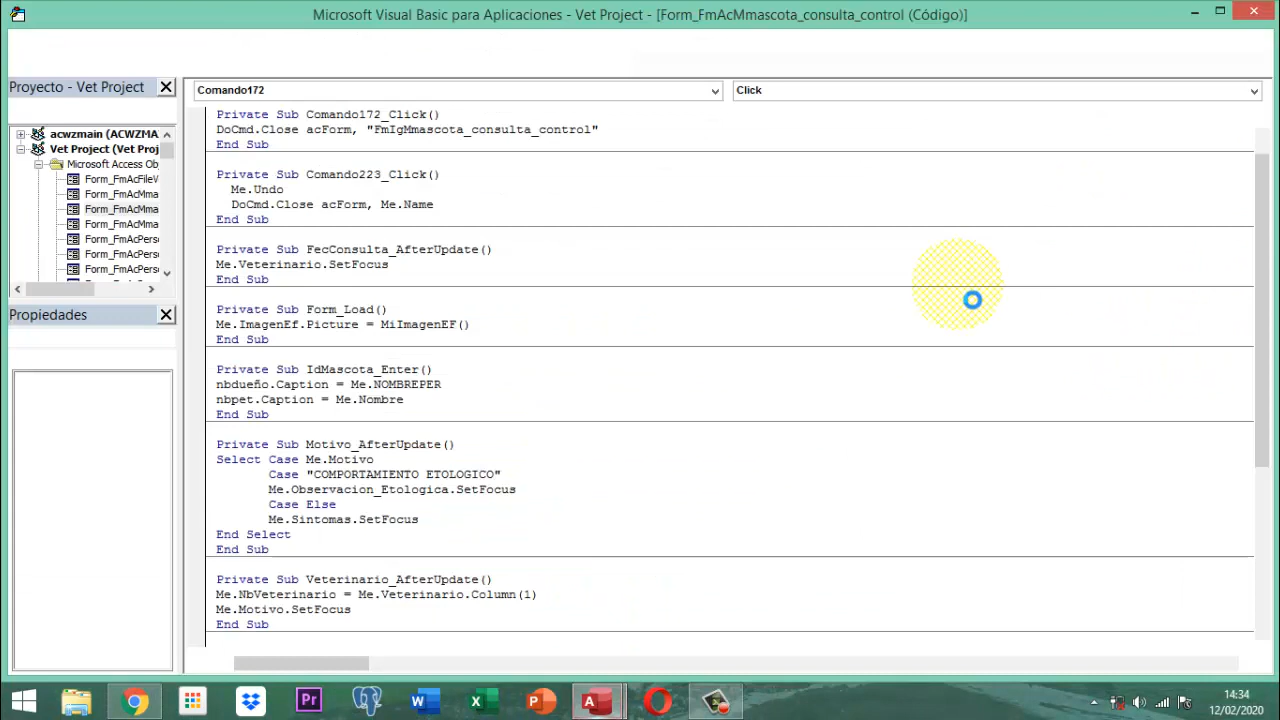 Microsoft Visual Basic para Aplicaciones - Vet Project - [Form_FmAcMmascota_consulta_control (Código)]
Proyecto - Vet Project
acwzmain (ACWZMA
Vet Project (Vet Proj
Microsoft Access Obj
Form_FmAcFileV
Form_FmAcMma
Form_FmAcMma
Form_FmAcMma
Form_FmAcPers
Form_FmAcPers
Form_FmAcPers
Propiedades
Comando172
Click
Private Sub Comando172_Click()
DoCmd.Close acForm, "FmIgMmascota_consulta_control"
End Sub
Private Sub Comando223_Click()
Me.Undo
DoCmd.Close acForm, Me.Name
End Sub
Private Sub FecConsulta_AfterUpdate()
Me.Veterinario.SetFocus
End Sub
Private Sub Form_Load()
Me.ImagenEf.Picture = MiImagenEF()
End Sub
Private Sub IdMascota_Enter()
nbdueño.Caption = Me.NOMBREPER
nbpet.Caption = Me.Nombre
End Sub
Private Sub Motivo_AfterUpdate()
Select Case Me.Motivo
Case "COMPORTAMIENTO ETOLOGICO"
Me.Observacion_Etologica.SetFocus
Case Else
Me.Sintomas.SetFocus
End Select
End Sub
Private Sub Veterinario_AfterUpdate()
Me.NbVeterinario = Me.Veterinario.Column(1)
Me.Motivo.SetFocus
End Sub
14:34
12/02/2020